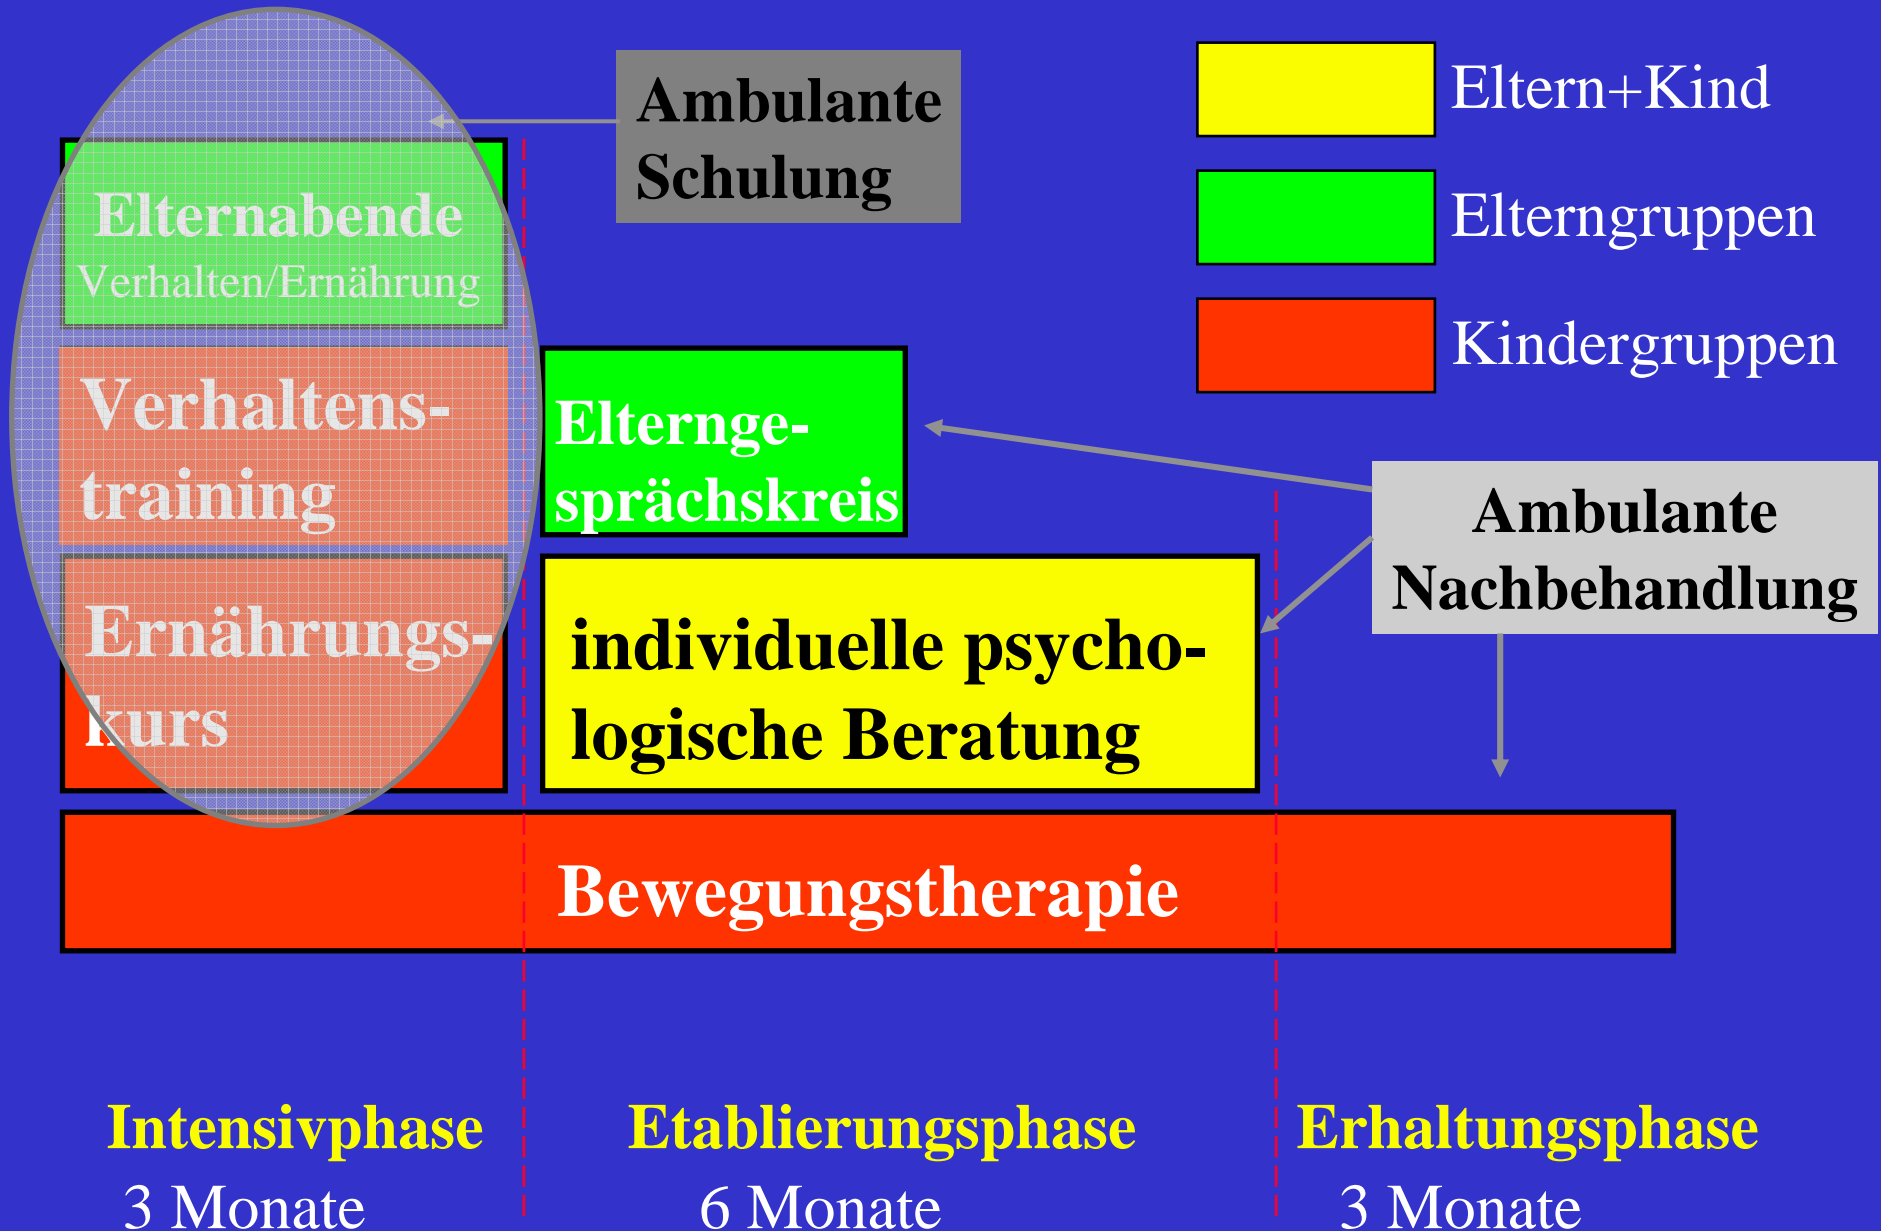 Ambulante
Schulung
Eltern+Kind
Elterngruppen
Kindergruppen
Elternabende
Verhalten/Ernährung
Verhaltens-
training
Elternge-
sprächskreis
Ambulante
Nachbehandlung
Ernährungs-
kurs
individuelle psycho-
logische Beratung
Bewegungstherapie
Intensivphase
3 Monate
Etablierungsphase
6 Monate
Erhaltungsphase
3 Monate